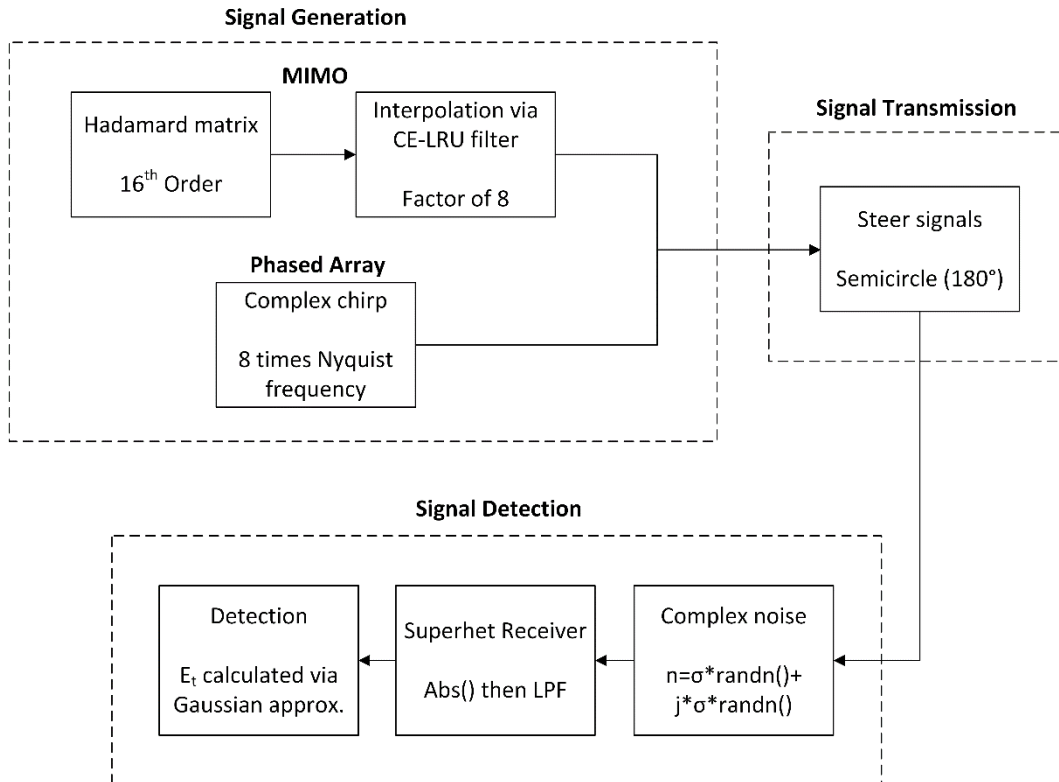 Signal Generation
MIMO
Hadamard matrix
16th Order
Interpolation via
CE-LRU filter
Factor of 8
Phased Array
Complex chirp
8 times Nyquist
frequency
Signal Transmission
Steer signals
Semicircle (180°)
Signal Detection
Detection
Et calculated via
Gaussian approx.
Superhet Receiver
Abs() then LPF
Complex noise
n=σ*randn()+
j*σ*randn()